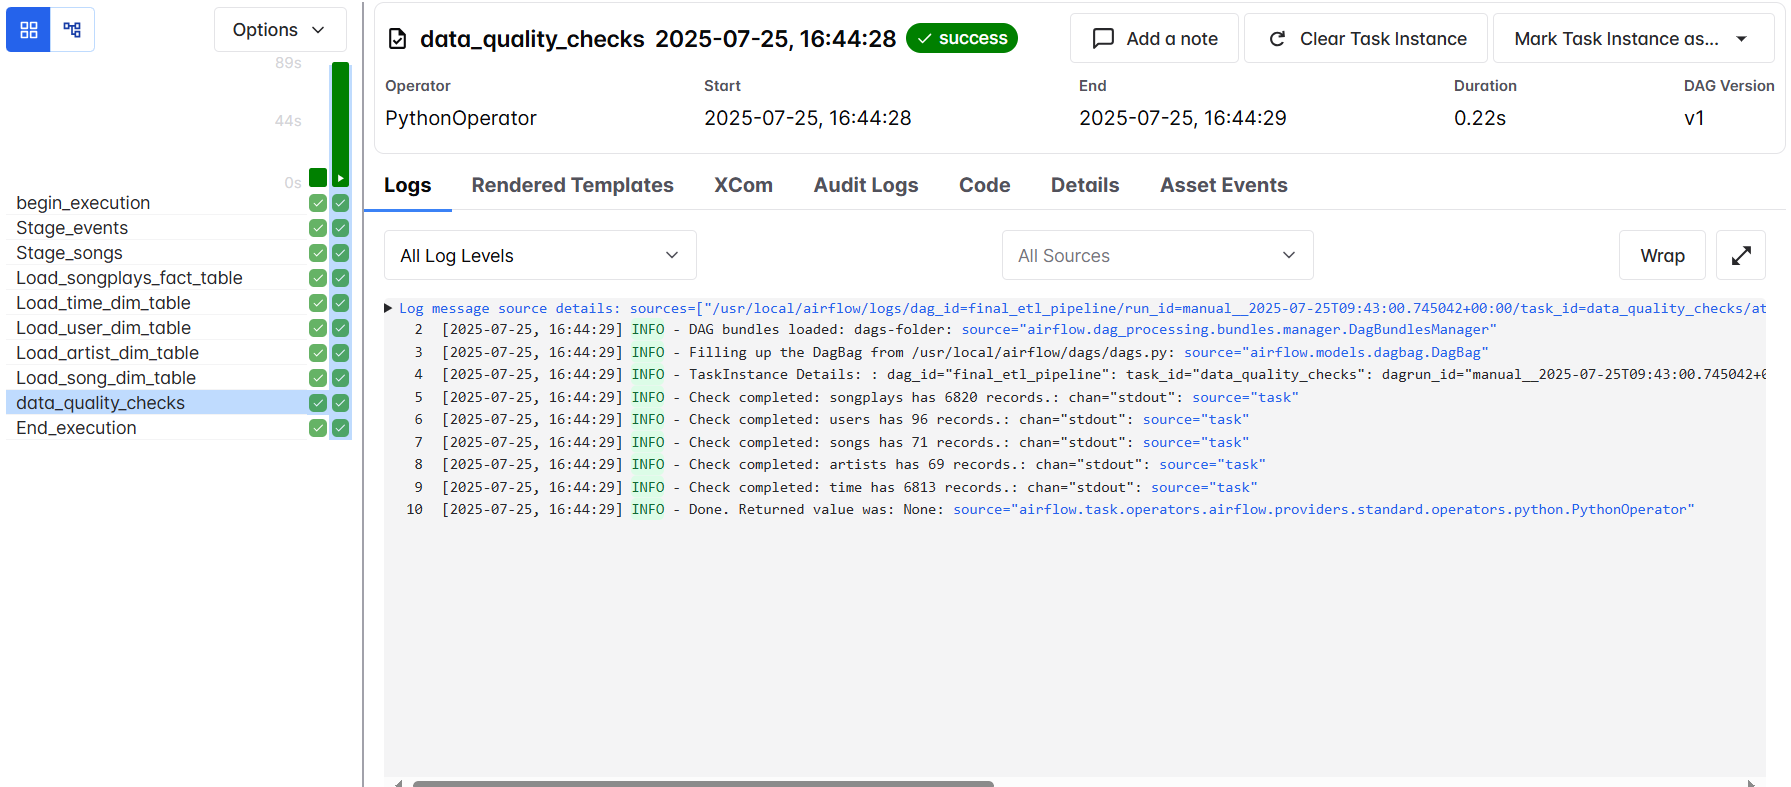 Options
89s
44s
0s
begin_execution
Stage_events
Stage_songs
Load_songplays_fact_table
Load_time_dim_table
Load_user_dim_table
Load_artist_dim_table
Load_song_dim_table
data_quality_checks
End_execution
data_quality_checks 2025-07-25, 16:44:28 success
Add a note
Clear Task Instance
Mark Task Instance as...
Operator Start End Duration DAG Version
PythonOperator 2025-07-25, 16:44:28 2025-07-25, 16:44:29 0.22s v1
Logs Rendered Templates XCom Audit Logs Code Details Asset Events
All Log Levels All Sources Wrap
Log message source details: sources=["/usr/local/airflow/logs/dag_id=final_etl_pipeline/run_id=manual__2025-07-25T09:43:00.745042+00:00/task_id=data_quality_checks/at
2 [2025-07-25, 16:44:29] INFO - DAG bundles loaded: dags-folder: source="airflow.dag_processing.bundles.manager.DagBundlesManager"
3 [2025-07-25, 16:44:29] INFO - Filling up the DagBag from /usr/local/airflow/dags/dags.py: source="airflow.models.dagbag.DagBag"
4 [2025-07-25, 16:44:29] INFO - TaskInstance Details: : dag_id="final_etl_pipeline": task_id="data_quality_checks": dagrun_id="manual__2025-07-25T09:43:00.745042+0
5 [2025-07-25, 16:44:29] INFO - Check completed: songplays has 6820 records.: chan="stdout": source="task"
6 [2025-07-25, 16:44:29] INFO - Check completed: users has 96 records.: chan="stdout": source="task"
7 [2025-07-25, 16:44:29] INFO - Check completed: songs has 71 records.: chan="stdout": source="task"
8 [2025-07-25, 16:44:29] INFO - Check completed: artists has 69 records.: chan="stdout": source="task"
9 [2025-07-25, 16:44:29] INFO - Check completed: time has 6813 records.: chan="stdout": source="task"
10 [2025-07-25, 16:44:29] INFO - Done. Returned value was: None: source="airflow.task.operators.airflow.providers.standard.operators.python.PythonOperator"